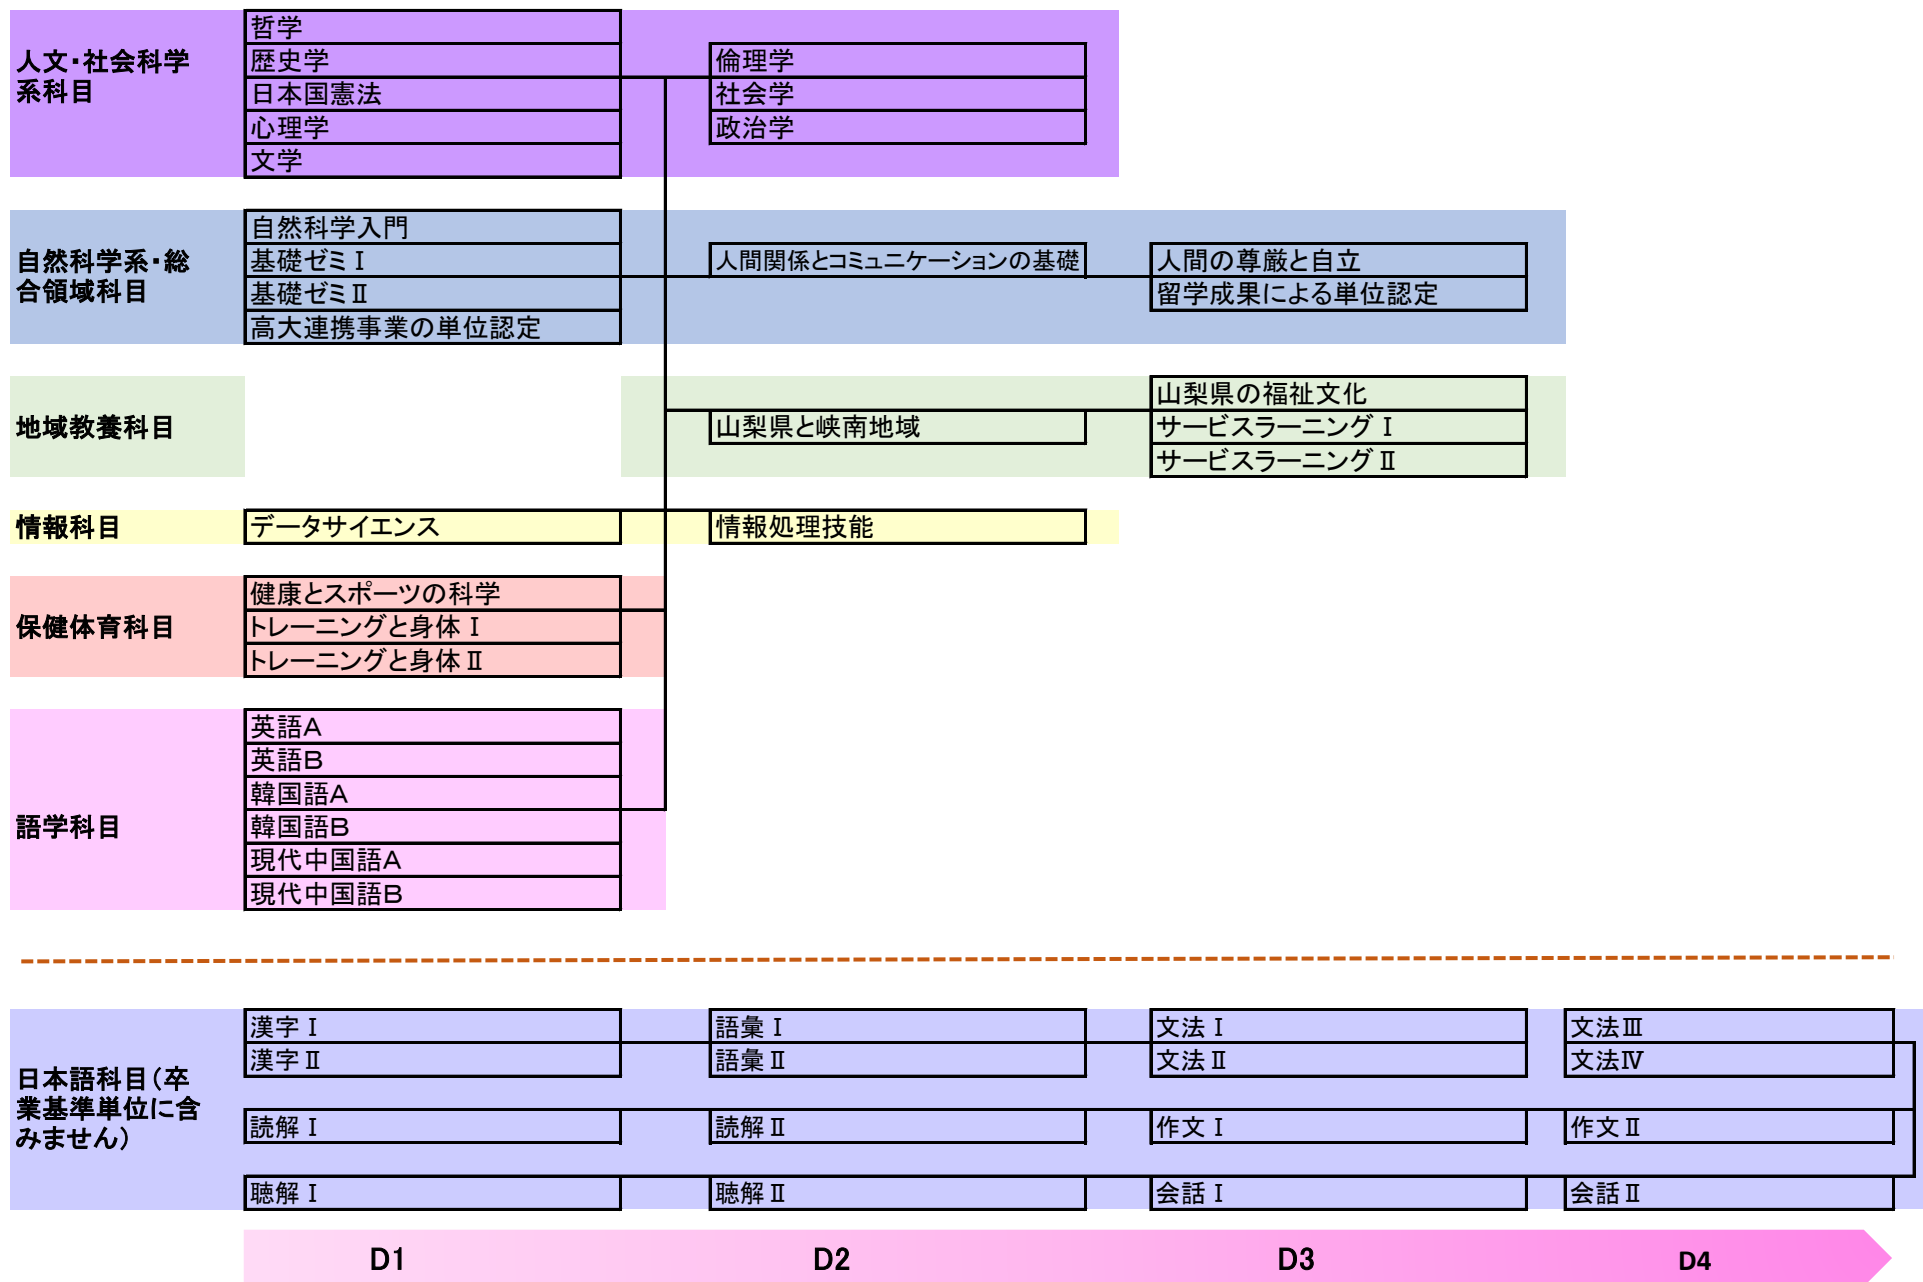 人文・社会科学
系科目
哲学
歴史学
日本国憲法
心理学
文学
倫理学
社会学
政治学
自然科学系・総
合領域科目
自然科学入門
基礎ゼミⅠ
基礎ゼミⅡ
高大連携事業の単位認定
人間関係とコミュニケーションの基礎
人間の尊厳と自立
留学成果による単位認定
地域教養科目
山梨県と峡南地域
山梨県の福祉文化
サービスラーニングⅠ
サービスラーニングⅡ
情報科目
データサイエンス
情報処理技能
保健体育科目
健康とスポーツの科学
トレーニングと身体Ⅰ
トレーニングと身体Ⅱ
語学科目
英語A
英語B
韓国語A
韓国語B
現代中国語A
現代中国語B
日本語科目(卒
業基準単位に含
みません)
漢字Ⅰ
漢字Ⅱ
語彙Ⅰ
語彙Ⅱ
文法Ⅰ
文法Ⅱ
文法Ⅲ
文法Ⅳ
読解Ⅰ
読解Ⅱ
作文Ⅰ
作文Ⅱ
聴解Ⅰ
聴解Ⅱ
会話Ⅰ
会話Ⅱ
D1
D2
D3
D4